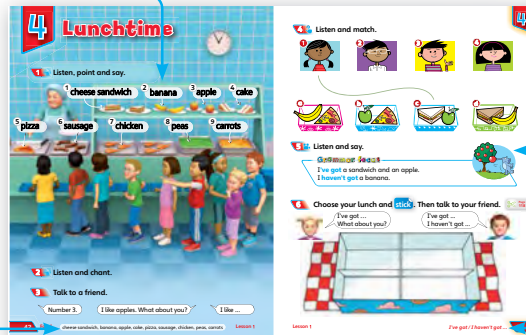 4 Lunchtime
1 Listen, point and say.
1 cheese sandwich
2 banana
3 apple
4 cake
5 pizza
6 sausage
7 chicken
8 peas
9 carrots
2 Listen and chant.
3 Talk to a friend.
Number 3.
I like apples. What about you?
I like ...
cheese sandwich, banana, apple, cake, pizza, sausage, chicken, peas, carrots
Lesson 1
4
4 Listen and match.
1 2 3 4
a b c d
5 Listen and say.
Grammar focus
I've got a sandwich and an apple.
I haven't got a banana.
6 Choose your lunch and stick. Then talk to your friend.
I've got ...
What about you?
I've got ...
I haven't got ...
Lesson 1
I've got / I haven't got ...